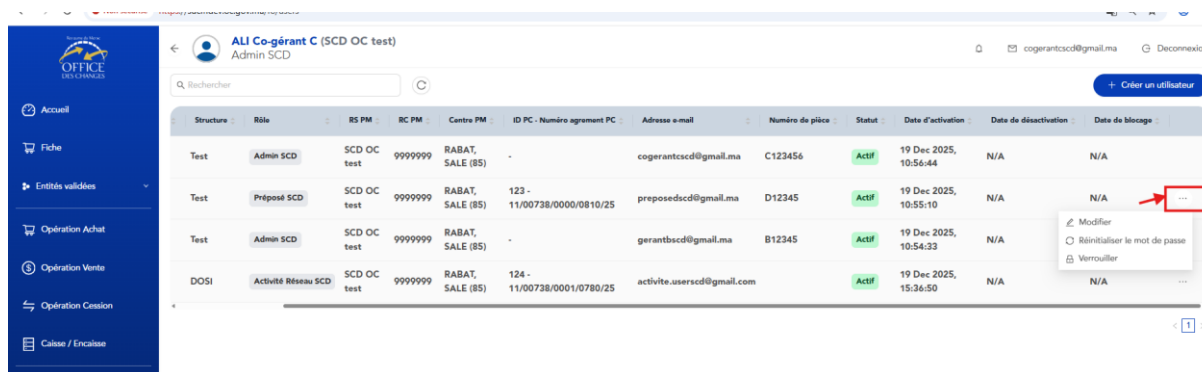 ALI Co-gérant C (SCD OC test)
Admin SCD
cogerantcscd@gmail.ma
Deconnexio
OFFICE
DES CHANGES
Rechercher
+ Créer un utilisateur
Accueil
Fiche
Entités validées
Opération Achat
Opération Vente
Opération Cession
Caisse / Encaisse
Structure Rôle RS PM RC PM Centre PM ID PC - Numéro agrement PC Adresse e-mail Numéro de pièce Statut Date d'activation Date de désactivation Date de blocage
Test Admin SCD SCD OC test 9999999 RABAT, SALE (85) - cogerantcscd@gmail.ma C123456 Actif 19 Dec 2025, 10:56:44 N/A N/A
Test Préposé SCD SCD OC test 9999999 RABAT, SALE (85) 123 - 11/00738/0000/0810/25 preposedscd@gmail.ma D12345 Actif 19 Dec 2025, 10:55:10 N/A N/A ...
Modifier
Réinitialiser le mot de passe
Verrouiller
Test Admin SCD SCD OC test 9999999 RABAT, SALE (85) - gerantbscd@gmail.ma B12345 Actif 19 Dec 2025, 10:54:33 N/A
DOSI Activité Réseau SCD SCD OC test 9999999 RABAT, SALE (85) 124 - 11/00738/0001/0780/25 activite.userscd@gmail.com Actif 19 Dec 2025, 15:36:50 N/A N/A ...
< 1